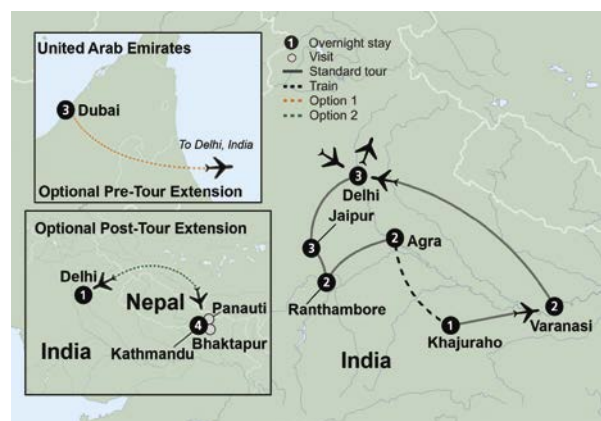 United Arab Emirates
3 Dubai
To Delhi, India
Optional Pre-Tour Extension
Optional Post-Tour Extension
Delhi
1
Nepal
Panauti
4
Bhaktapur
Kathmandu
India
1 Overnight stay
Visit
Standard tour
Train
Option 1
Option 2
3
Delhi
Jaipur
3
2 Agra
2
Ranthambore
1
Khajuraho
2
Varanasi
India